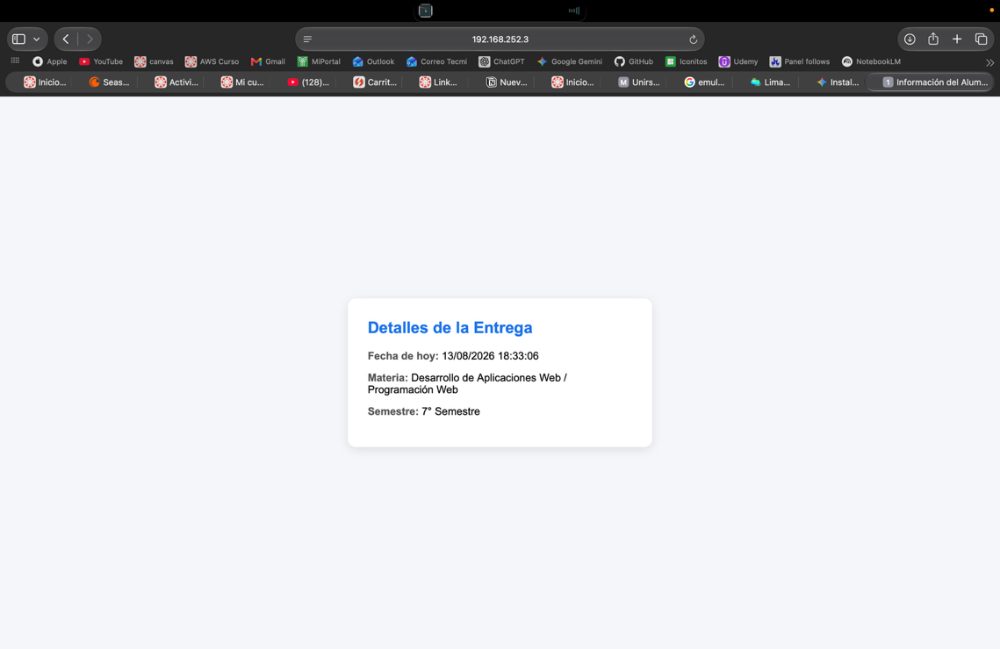 192.168.252.3
Apple YouTube canvas AWS Curso Gmail MiPortal Outlook Correo Tecmi ChatGPT Google Gemini GitHub Iconitos Udemy Panel follows NotebookLM
Inicio... Seas... Activi... Mi cu... (128)... Carrit... Link... Nuev... Inicio... M Unirs... emul... Lima... Instal... 1 Información del Alum...
Detalles de la Entrega
Fecha de hoy: 13/08/2026 18:33:06
Materia: Desarrollo de Aplicaciones Web /
Programación Web
Semestre: 7° Semestre